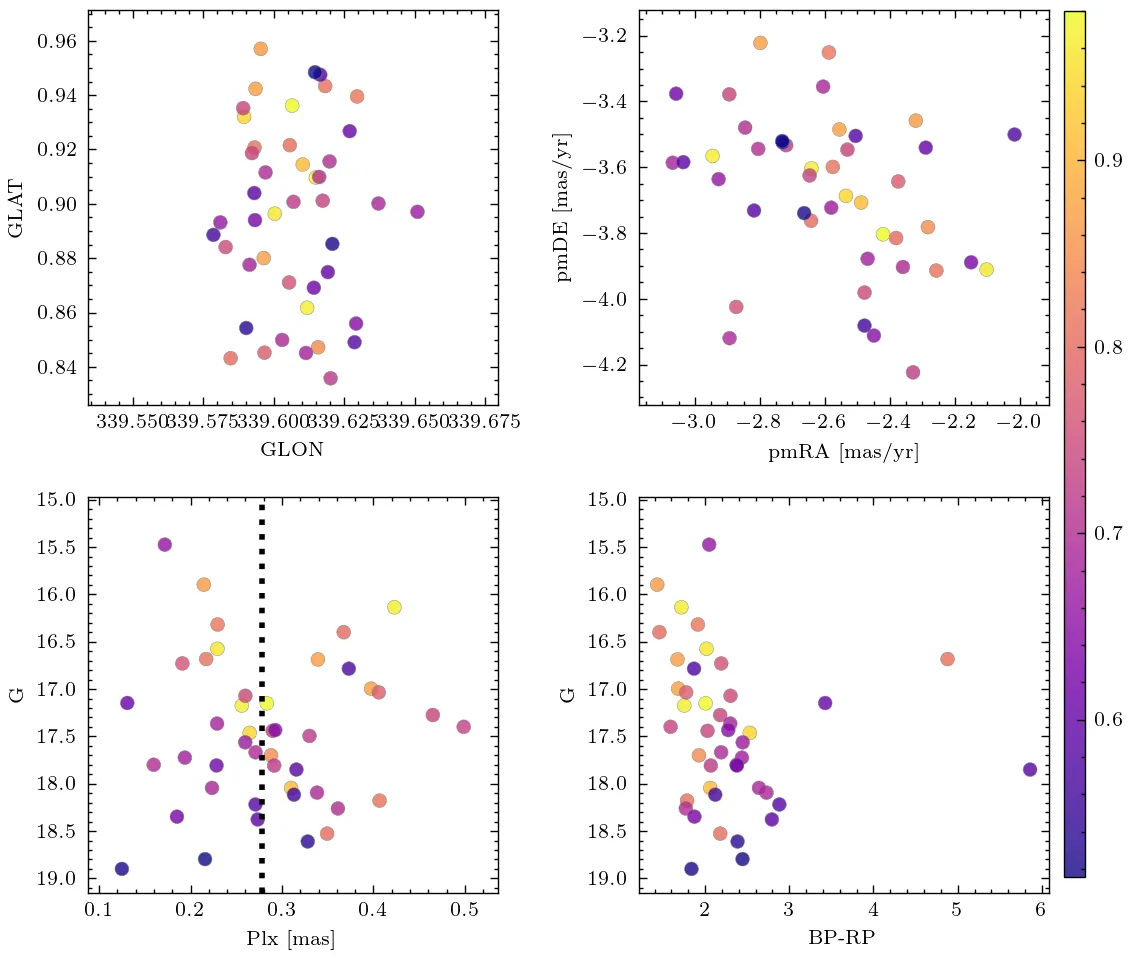 0.96
0.94
0.92
0.90
0.88
0.86
0.84
GLAT
339.550 339.575 339.600 339.625 339.650 339.675
GLON
−3.2
−3.4
−3.6
−3.8
−4.0
−4.2
pmDE [mas/yr]
−3.0 −2.8 −2.6 −2.4 −2.2 −2.0
pmRA [mas/yr]
15.0
15.5
16.0
16.5
17.0
17.5
18.0
18.5
19.0
G
0.1 0.2 0.3 0.4 0.5
Plx [mas]
15.0
15.5
16.0
16.5
17.0
17.5
18.0
18.5
19.0
G
2 3 4 5 6
BP-RP
0.9
0.8
0.7
0.6